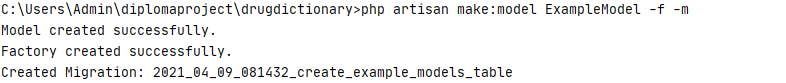 C:\Users\Admin\diplomaproject\drugdictionary>php artisan make:model ExampleModel -f -m
Model created successfully.
Factory created successfully.
Created Migration: 2021_04_09_081432_create_example_models_table